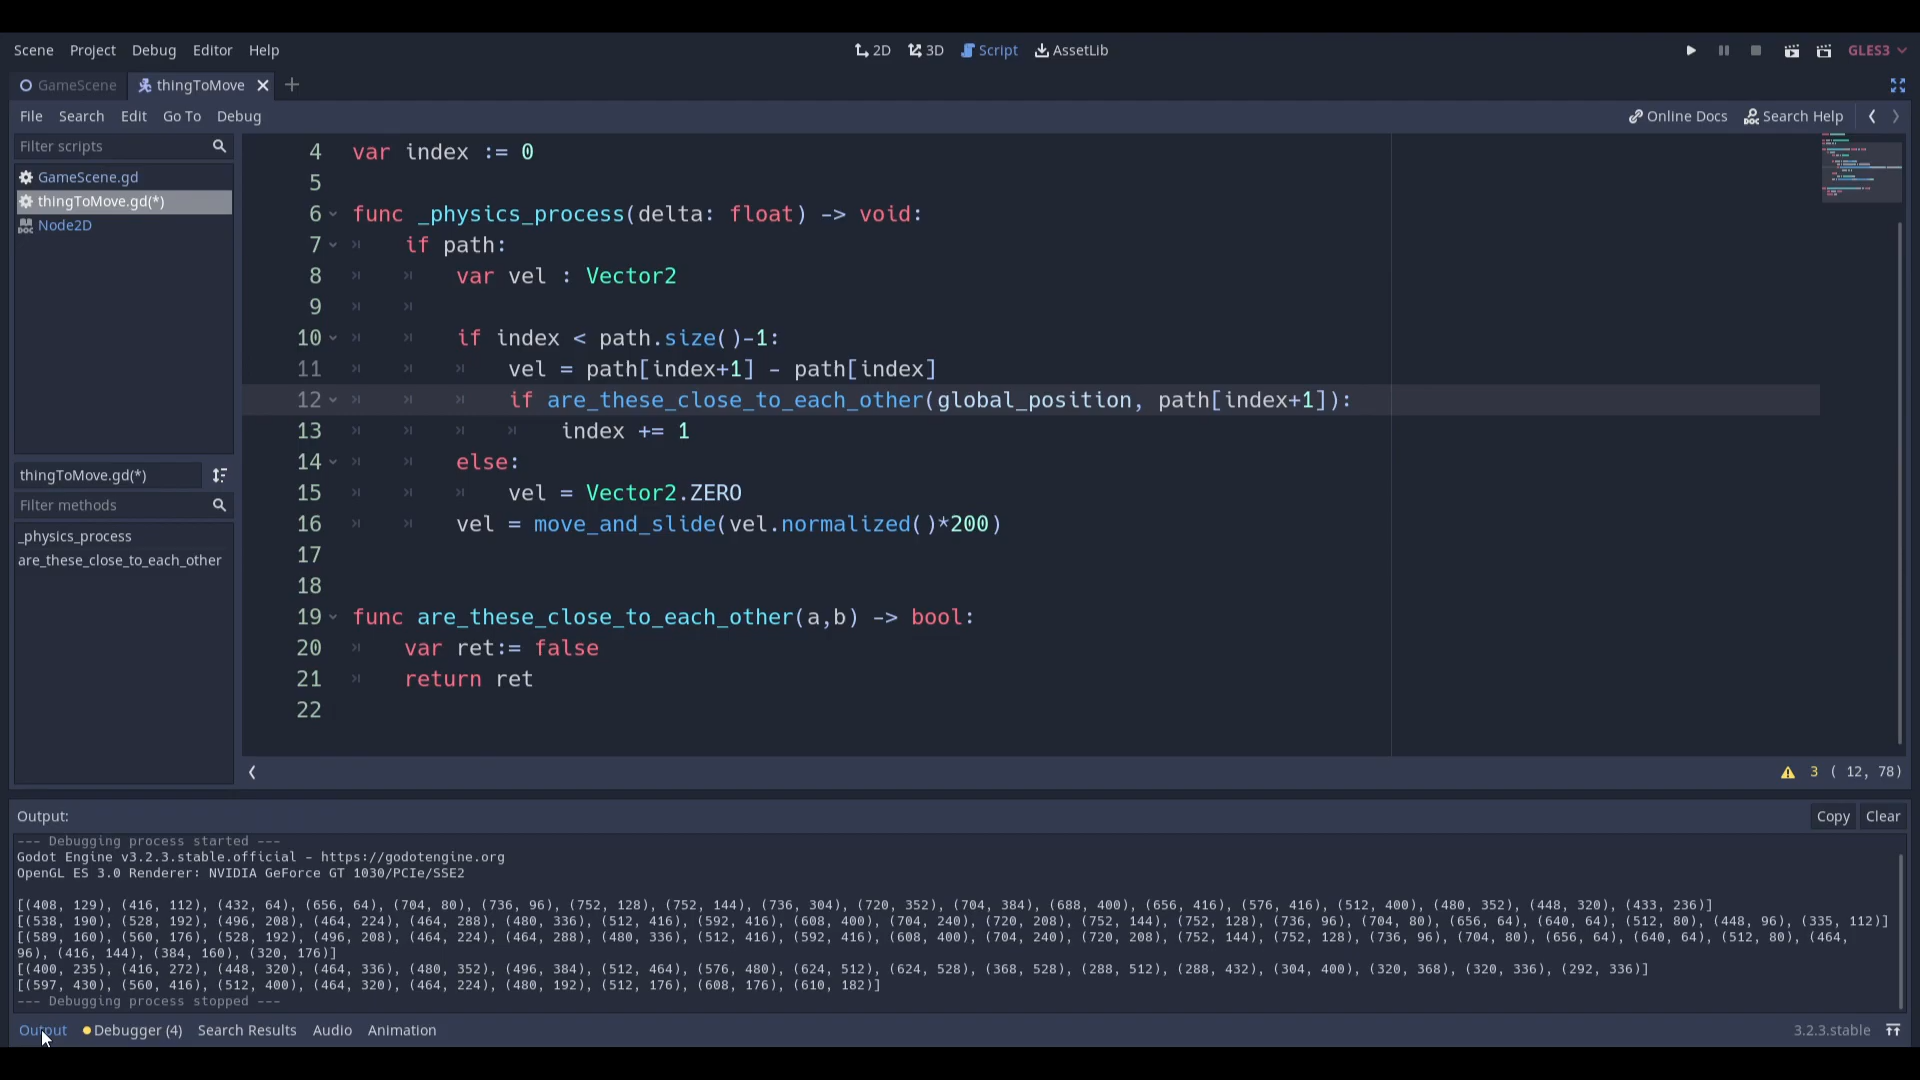 Scene Project Debug Editor Help 2D 3D Script AssetLib GLES3
GameScene thingToMove
File Search Edit Go To Debug Online Docs Search Help
Filter scripts
GameScene.gd
thingToMove.gd(*)
Node2D
thingToMove.gd(*)
Filter methods
_physics_process
are_these_close_to_each_other
4 var index := 0
5
6 func _physics_process(delta: float) -> void:
7 if path:
8 var vel : Vector2
9
10 if index < path.size()-1:
11 vel = path[index+1] - path[index]
12 if are_these_close_to_each_other(global_position, path[index+1]):
13 index += 1
14 else:
15 vel = Vector2.ZERO
16 vel = move_and_slide(vel.normalized()*200)
17
18
19 func are_these_close_to_each_other(a,b) -> bool:
20 var ret:= false
21 return ret
22
3 ( 12, 78)
Output: Copy Clear
--- Debugging process started ---
Godot Engine v3.2.3.stable.official - https://godotengine.org
OpenGL ES 3.0 Renderer: NVIDIA GeForce GT 1030/PCIe/SSE2
[(408, 129), (416, 112), (432, 64), (656, 64), (704, 80), (736, 96), (752, 128), (752, 144), (736, 304), (720, 352), (704, 384), (688, 400), (656, 416), (576, 416), (512, 400), (480, 352), (448, 320), (433, 236)]
[(538, 190), (528, 192), (496, 208), (464, 224), (464, 288), (480, 336), (512, 416), (592, 416), (608, 400), (704, 240), (720, 208), (752, 144), (752, 128), (736, 96), (704, 80), (656, 64), (640, 64), (512, 80), (448, 96), (335, 112)]
[(589, 160), (560, 176), (528, 192), (496, 208), (464, 224), (464, 288), (480, 336), (512, 416), (592, 416), (608, 400), (704, 240), (720, 208), (752, 144), (752, 128), (736, 96), (704, 80), (656, 64), (640, 64), (512, 80), (464,
96), (416, 144), (384, 160), (320, 176)]
[(400, 235), (416, 272), (448, 320), (464, 336), (480, 352), (496, 384), (512, 464), (576, 480), (624, 512), (624, 528), (368, 528), (288, 512), (288, 432), (304, 400), (320, 368), (320, 336), (292, 336)]
[(597, 430), (560, 416), (512, 400), (464, 320), (464, 224), (480, 192), (512, 176), (608, 176), (610, 182)]
--- Debugging process stopped ---
Output Debugger (4) Search Results Audio Animation 3.2.3.stable